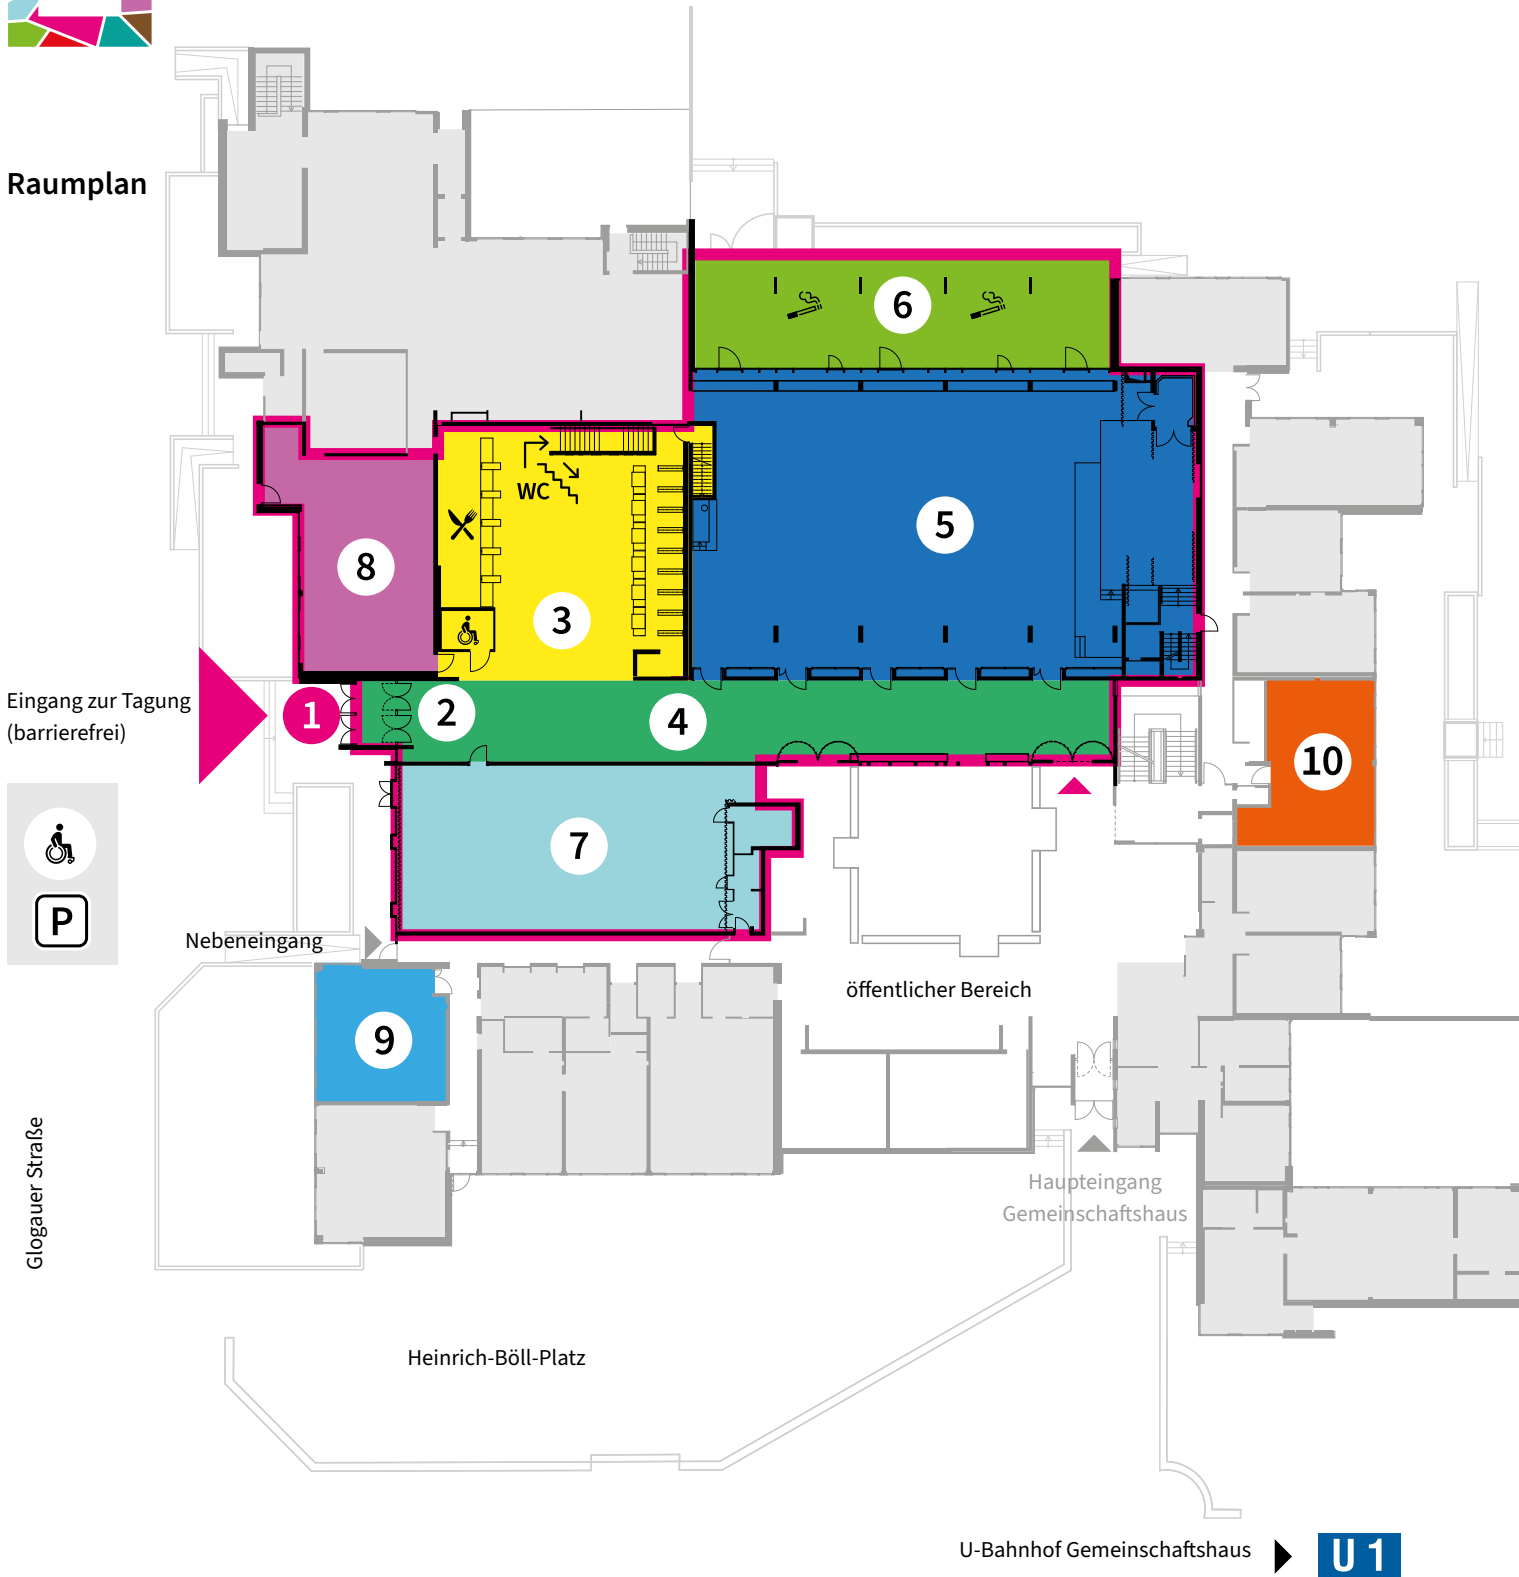 Raumplan
6
5
WC
8
3
Eingang zur Tagung
(barrierefrei)
1
2
4
10
7
P
Nebeneingang
öffentlicher Bereich
9
Glogauer Straße
Haupteingang
Gemeinschaftshaus
Heinrich-Böll-Platz
U-Bahnhof Gemeinschaftshaus
U 1